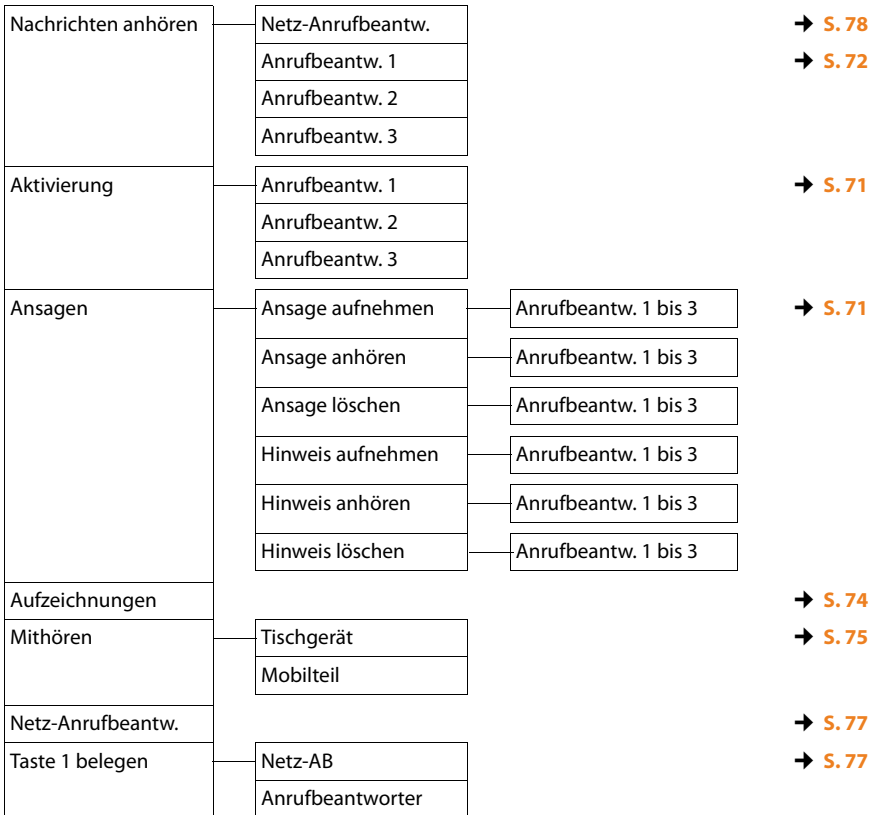 Nachrichten anhören Netz-Anrufbeantw. ➔ S. 78
Anrufbeantw. 1 ➔ S. 72
Anrufbeantw. 2
Anrufbeantw. 3
Aktivierung Anrufbeantw. 1 ➔ S. 71
Anrufbeantw. 2
Anrufbeantw. 3
Ansagen Ansage aufnehmen Anrufbeantw. 1 bis 3 ➔ S. 71
Ansage anhören Anrufbeantw. 1 bis 3
Ansage löschen Anrufbeantw. 1 bis 3
Hinweis aufnehmen Anrufbeantw. 1 bis 3
Hinweis anhören Anrufbeantw. 1 bis 3
Hinweis löschen Anrufbeantw. 1 bis 3
Aufzeichnungen ➔ S. 74
Mithören Tischgerät ➔ S. 75
Mobilteil
Netz-Anrufbeantw. ➔ S. 77
Taste 1 belegen Netz-AB ➔ S. 77
Anrufbeantworter